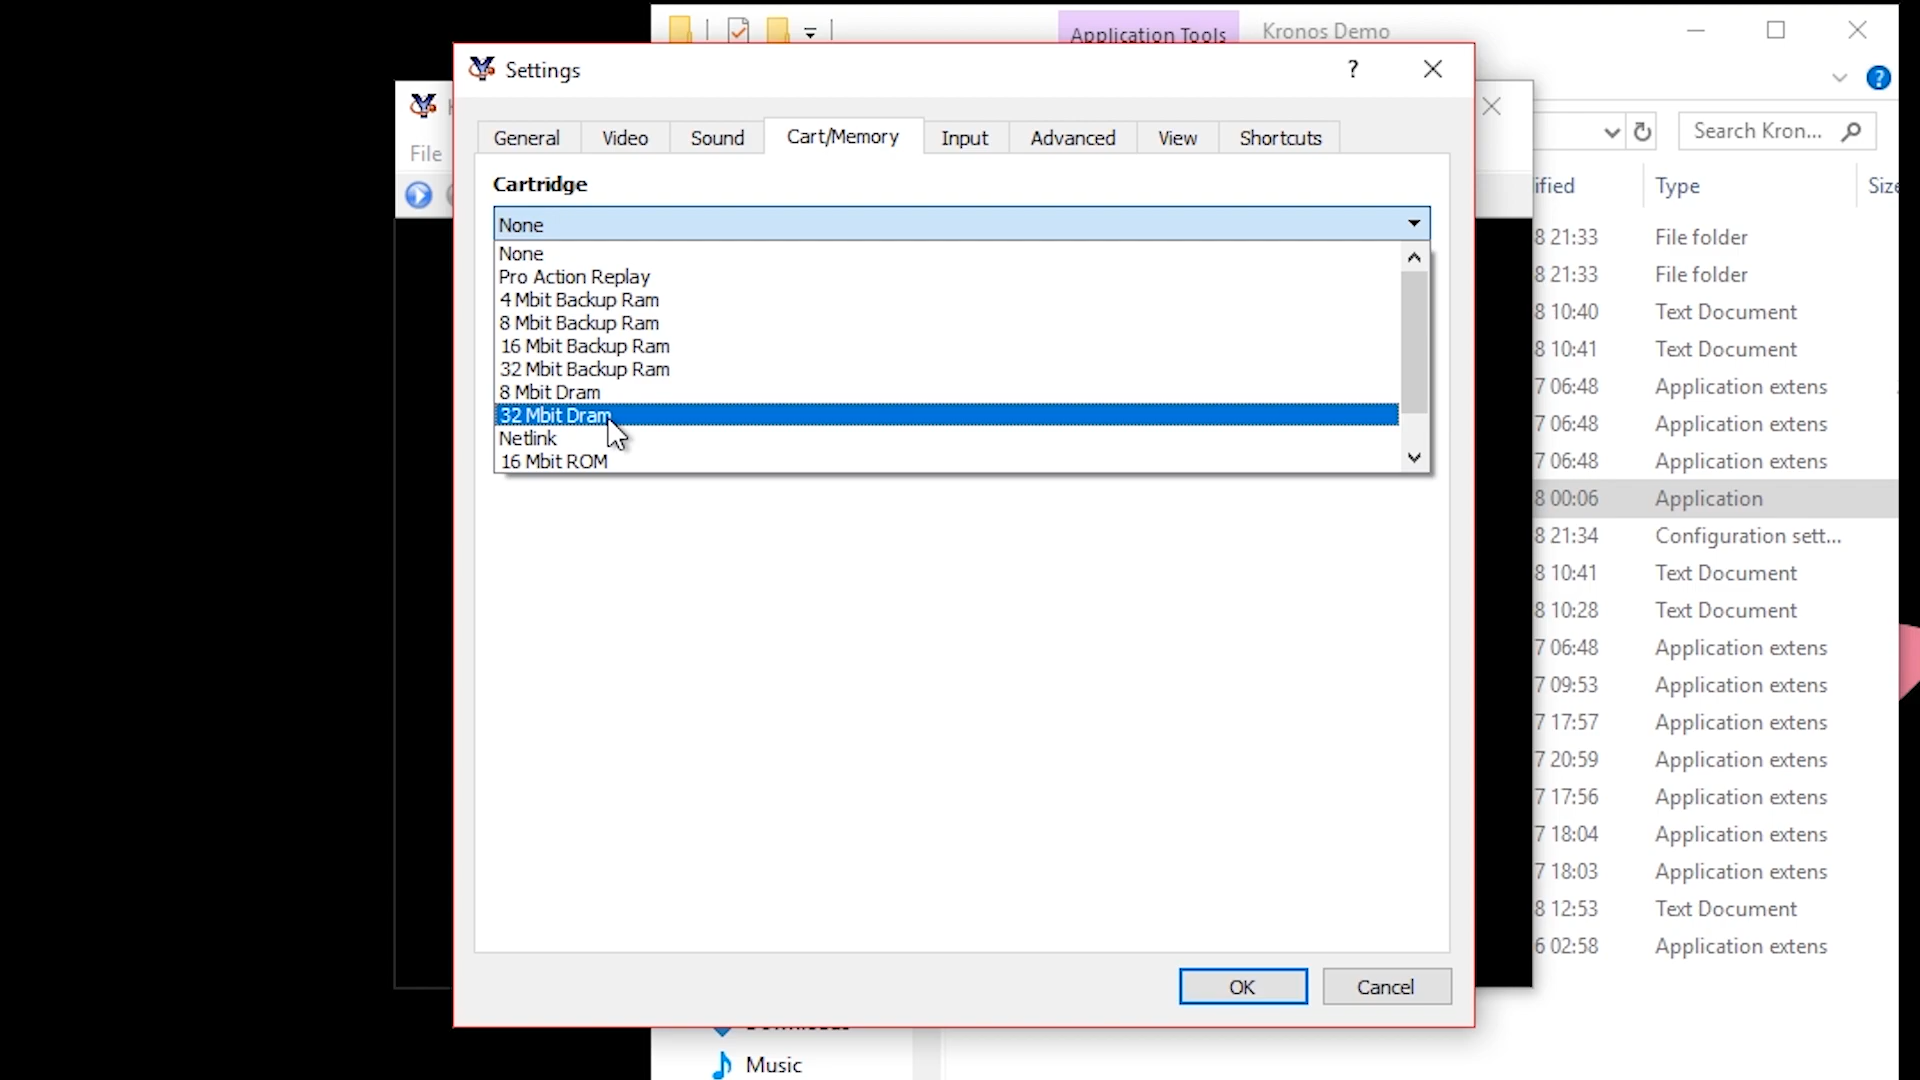 Application Tools
Kronos Demo
Settings
?
File
General
Video
Sound
Cart/Memory
Input
Advanced
View
Shortcuts
Search Kron...
Cartridge
None
None
Pro Action Replay
4 Mbit Backup Ram
8 Mbit Backup Ram
16 Mbit Backup Ram
32 Mbit Backup Ram
8 Mbit Dram
32 Mbit Dram
Netlink
16 Mbit ROM
ified Type Size
8 21:33 File folder
8 21:33 File folder
8 10:40 Text Document
8 10:41 Text Document
7 06:48 Application extens
7 06:48 Application extens
7 06:48 Application extens
8 00:06 Application
8 21:34 Configuration sett...
8 10:41 Text Document
8 10:28 Text Document
7 06:48 Application extens
7 09:53 Application extens
7 17:57 Application extens
7 20:59 Application extens
7 17:56 Application extens
7 18:04 Application extens
7 18:03 Application extens
8 12:53 Text Document
6 02:58 Application extens
OK
Cancel
Music